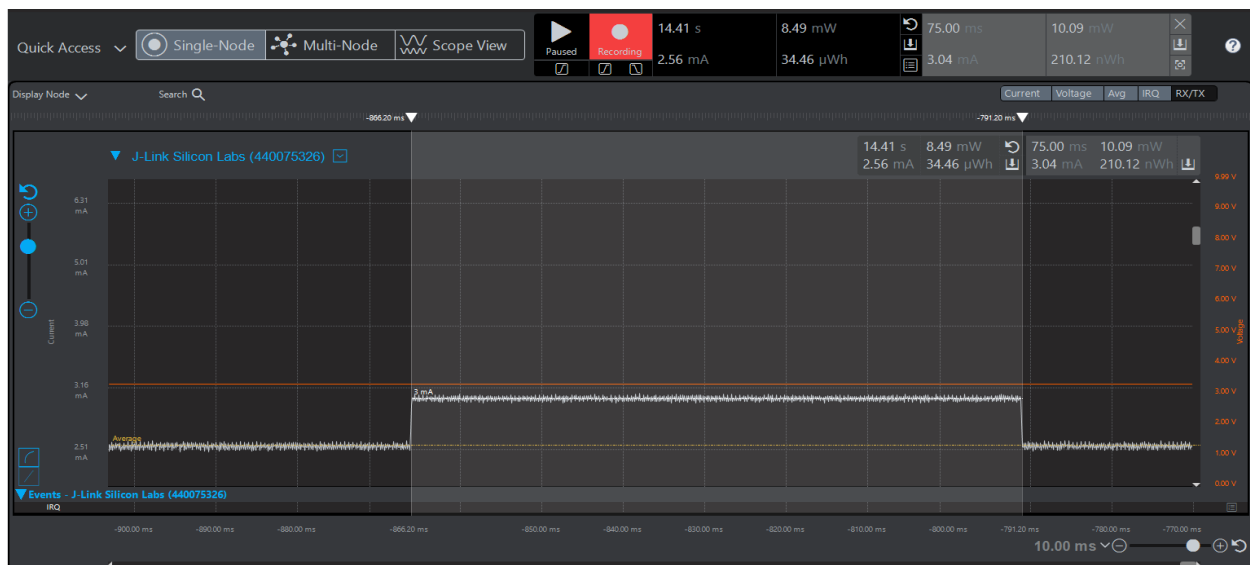 Quick Access
Single-Node
Multi-Node
Scope View
Paused
Recording
14.41 s
8.49 mW
2.56 mA
34.46 µWh
75.00 ms
10.09 mW
3.04 mA
210.12 nWh
Display Node
Search
Current Voltage Avg IRQ RX/TX
-866.20 ms
-791.20 ms
J-Link Silicon Labs (440075326)
14.41 s 8.49 mW
2.56 mA 34.46 µWh
75.00 ms 10.09 mW
3.04 mA 210.12 nWh
6.31
mA
5.01
mA
3.98
mA
3.16
mA
2.51
mA
Current
3 mA
Average
9.99 V
9.00 V
8.00 V
7.00 V
6.00 V
5.00 V
4.00 V
3.00 V
2.00 V
1.00 V
0.00 V
Voltage
Events - J-Link Silicon Labs (440075326)
IRQ
-900.00 ms -890.00 ms -880.00 ms -866.20 ms -850.00 ms -840.00 ms -830.00 ms -820.00 ms -810.00 ms -800.00 ms -791.20 ms -780.00 ms -770.00 ms
10.00 ms